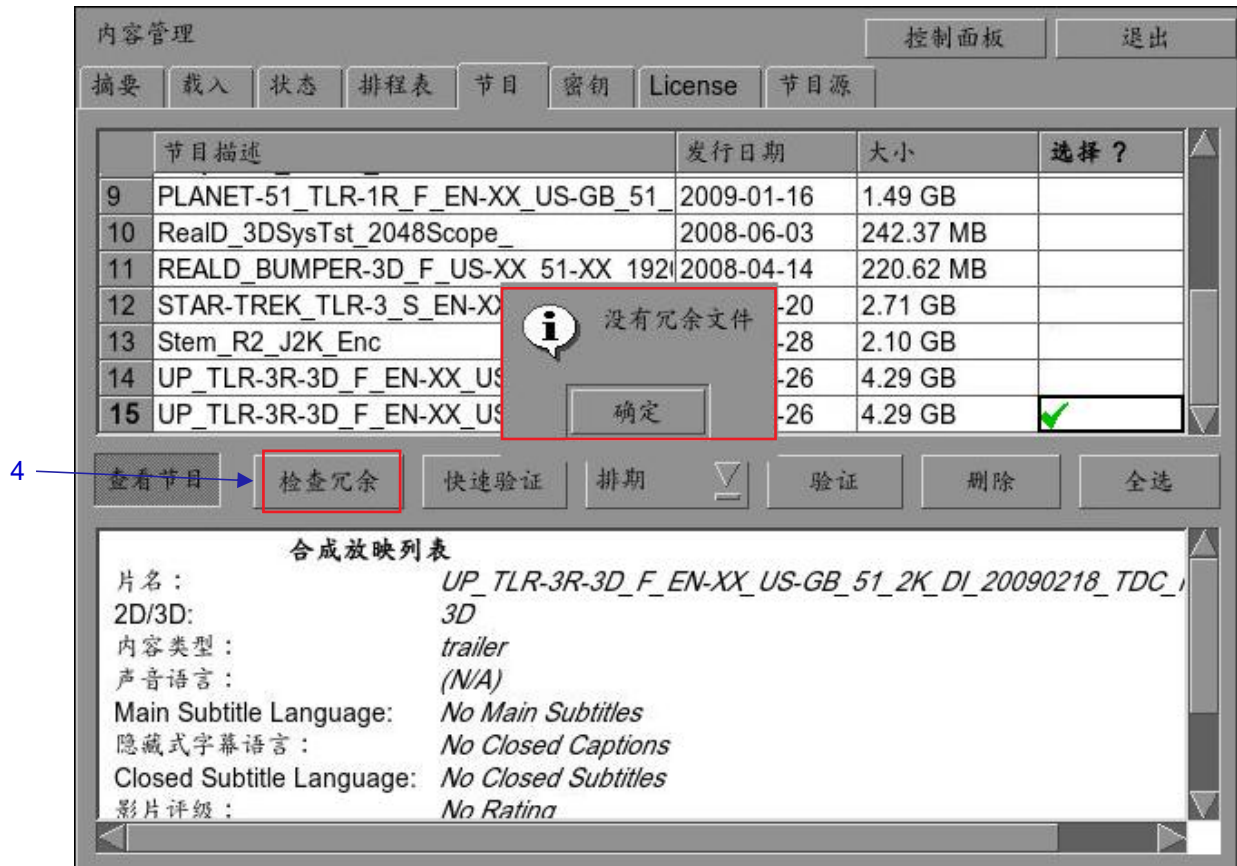 内容管理 控制面板 退出
摘要 载入 状态 排程表 节目 密钥 License 节目源
节目描述 发行日期 大小 选择？
9 PLANET-51_TLR-1R_F_EN-XX_US-GB_51_ 2009-01-16 1.49 GB
10 RealD_3DSysTst_2048Scope_ 2008-06-03 242.37 MB
11 REALD_BUMPER-3D_F_US-XX_51-XX_192 2008-04-14 220.62 MB
12 STAR-TREK_TLR-3_S_EN-XX -20 2.71 GB
没有冗余文件
13 Stem_R2_J2K_Enc -28 2.10 GB
14 UP_TLR-3R-3D_F_EN-XX_US -26 4.29 GB
15 UP_TLR-3R-3D_F_EN-XX_US -26 4.29 GB
确定
4
查看节目 检查冗余 快速验证 排期 验证 删除 全选
合成放映列表
片名： UP_TLR-3R-3D_F_EN-XX_US-GB_51_2K_DI_20090218_TDC_
2D/3D: 3D
内容类型： trailer
声音语言： (N/A)
Main Subtitle Language: No Main Subtitles
隐藏式字幕语言： No Closed Captions
Closed Subtitle Language: No Closed Subtitles
影片评级： No Rating